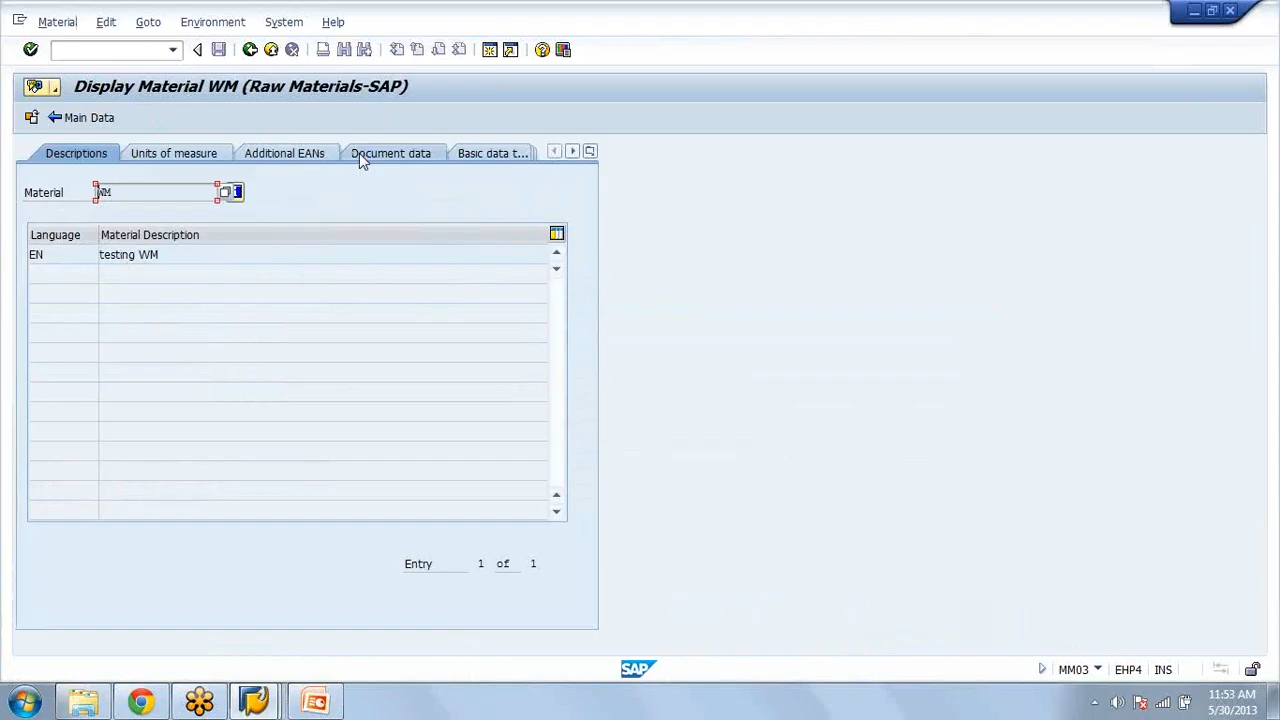 Material Edit Goto Environment System Help
Display Material WM (Raw Materials-SAP)
Main Data
Descriptions Units of measure Additional EANs Document data Basic data t...
Material WM
Language Material Description
EN testing WM
Entry 1 of 1
SAP MM03 EHP4 INS
11:53 AM
5/30/2013